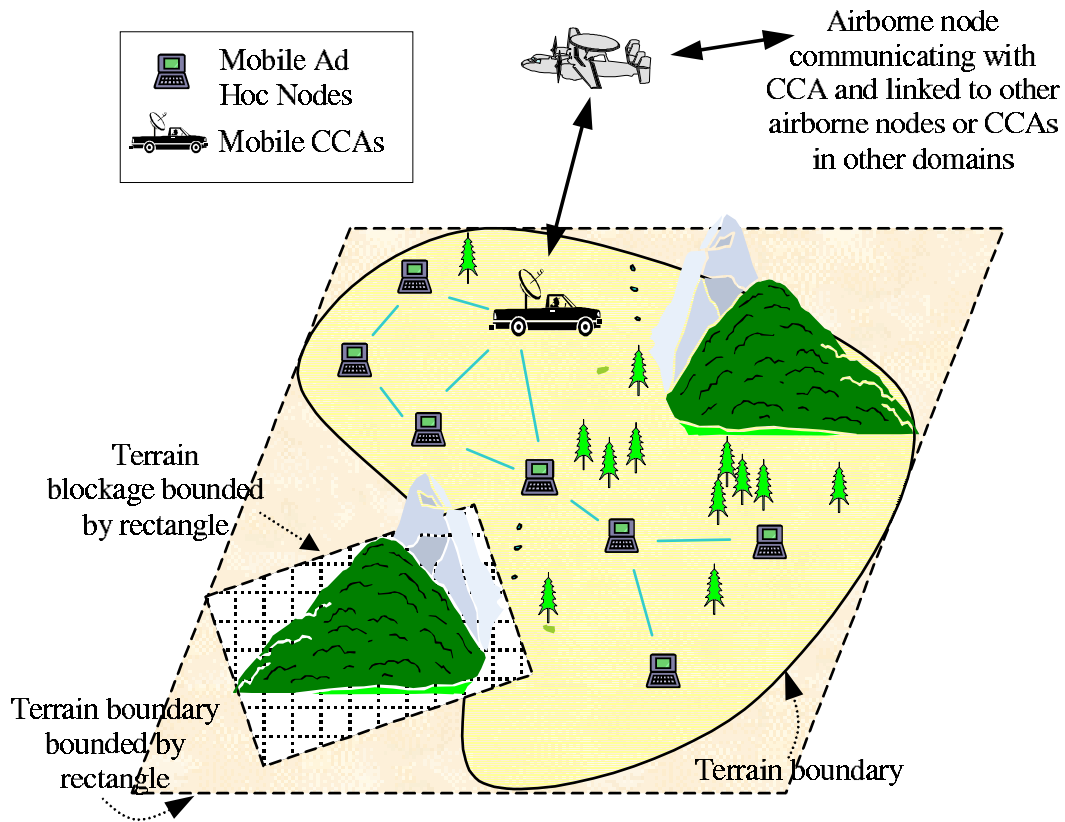 Mobile Ad
Hoc Nodes
Mobile CCAs
Airborne node
communicating with
CCA and linked to other
airborne nodes or CCAs
in other domains
Terrain
blockage bounded
by rectangle
Terrain boundary
bounded by
rectangle
Terrain boundary